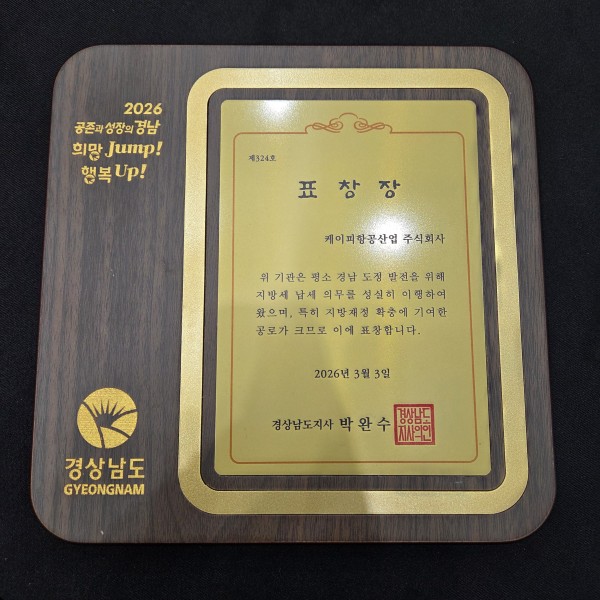 2026
공존과 성장의 경남
희망 Jump!
행복 Up!
경상남도
GYEONGNAM
제324호
표창장
케이피항공산업 주식회사
위 기관은 평소 경남 도정 발전을 위해
지방세 납세 의무를 성실히 이행하여
왔으며, 특히 지방재정 확충에 기여한
공로가 크므로 이에 표창합니다.
2026년 3월 3일
경상남도지사 박완수
경상남도
지사의인